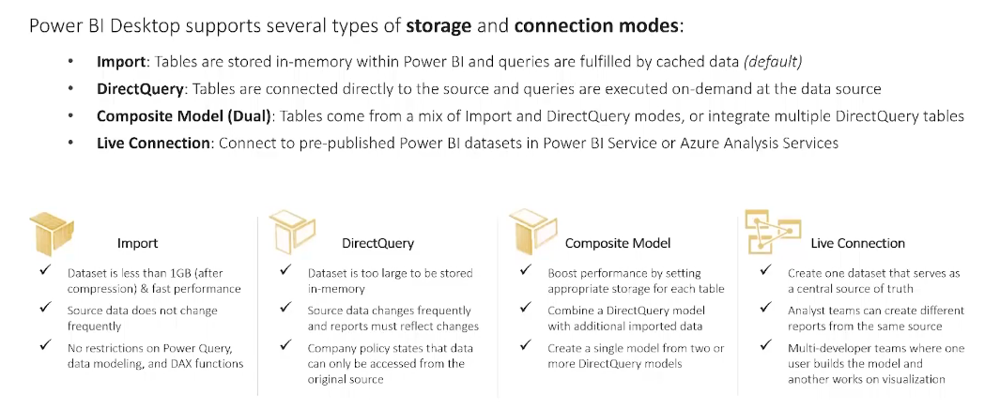 Power BI Desktop supports several types of storage and connection modes:
• Import: Tables are stored in-memory within Power BI and queries are fulfilled by cached data (default)
• DirectQuery: Tables are connected directly to the source and queries are executed on-demand at the data source
• Composite Model (Dual): Tables come from a mix of Import and DirectQuery modes, or integrate multiple DirectQuery tables
• Live Connection: Connect to pre-published Power BI datasets in Power BI Service or Azure Analysis Services
Import
✓ Dataset is less than 1GB (after
compression) & fast performance
✓ Source data does not change
frequently
✓ No restrictions on Power Query,
data modeling, and DAX functions
DirectQuery
✓ Dataset is too large to be stored
in-memory
✓ Source data changes frequently
and reports must reflect changes
✓ Company policy states that data
can only be accessed from the
original source
Composite Model
✓ Boost performance by setting
appropriate storage for each table
✓ Combine a DirectQuery model
with additional imported data
✓ Create a single model from two or
more DirectQuery models
Live Connection
✓ Create one dataset that serves as
a central source of truth
✓ Analyst teams can create different
reports from the same source
✓ Multi-developer teams where one
user builds the model and
another works on visualization